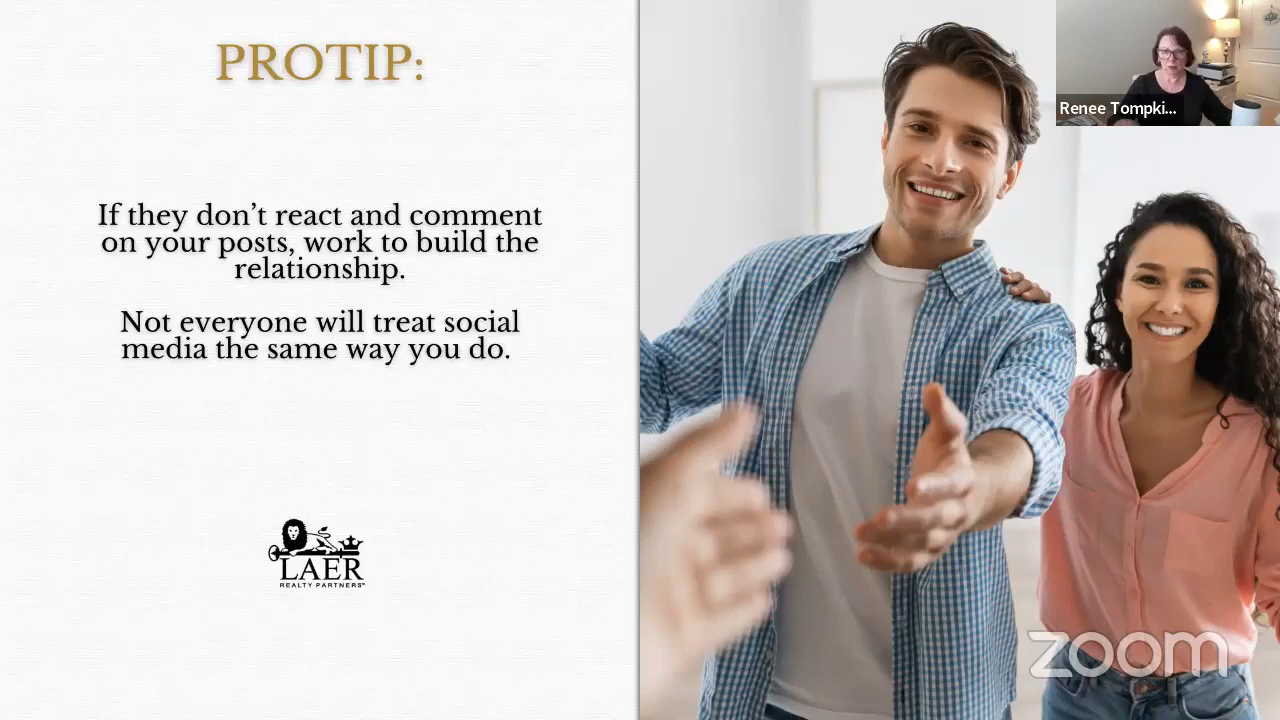 PROTIP:
If they don’t react and comment
on your posts, work to build the
relationship.
Not everyone will treat social
media the same way you do.
LAER
REALTY PARTNERS™
Renee Tompki...
zoom